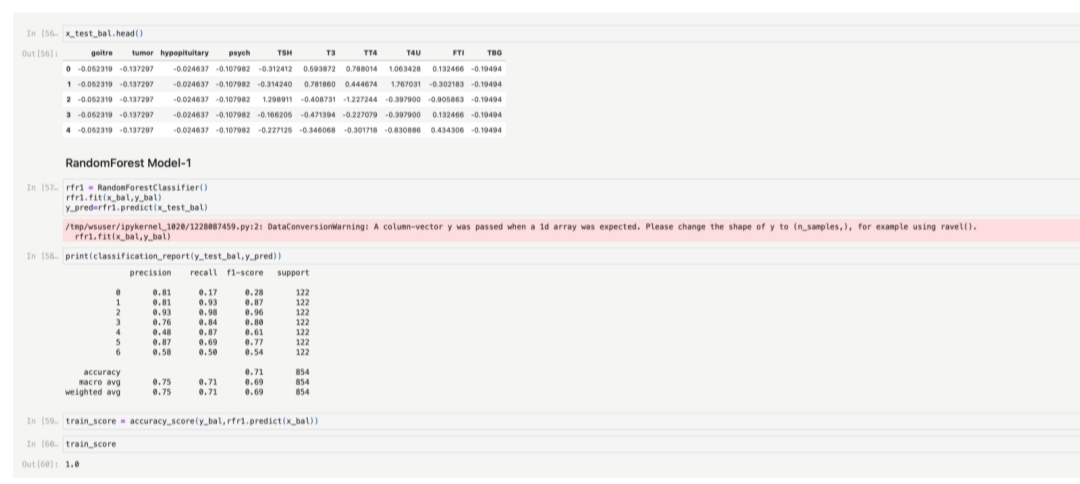 In [56… x_test_bal.head()
Out[56]: goitre tumor hypopituitary psych TSH T3 TT4 T4U FTI TBG
0 -0.052319 -0.137297 -0.024637 -0.107982 -0.312412 0.593872 0.788014 1.063428 0.132466 -0.19494
1 -0.052319 -0.137297 -0.024637 -0.107982 -0.314240 0.781860 0.444674 1.767031 -0.302183 -0.19494
2 -0.052319 -0.137297 -0.024637 -0.107982 1.298911 -0.408731 -1.227244 -0.397900 -0.905863 -0.19494
3 -0.052319 -0.137297 -0.024637 -0.107982 -0.166205 -0.471394 -0.227079 -0.397900 0.132466 -0.19494
4 -0.052319 -0.137297 -0.024637 -0.107982 -0.227125 -0.346068 -0.301718 -0.830886 0.434306 -0.19494
RandomForest Model-1
In [57… rfr1 = RandomForestClassifier()
rfr1.fit(x_bal,y_bal)
y_pred=rfr1.predict(x_test_bal)
/tmp/wsuser/ipykernel_1020/1228087459.py:2: DataConversionWarning: A column-vector y was passed when a 1d array was expected. Please change the shape of y to (n_samples,), for example using ravel().
rfr1.fit(x_bal,y_bal)
In [58… print(classification_report(y_test_bal,y_pred))
precision recall f1-score support
0 0.81 0.17 0.28 122
1 0.81 0.93 0.87 122
2 0.93 0.98 0.96 122
3 0.76 0.84 0.80 122
4 0.48 0.87 0.61 122
5 0.87 0.69 0.77 122
6 0.58 0.50 0.54 122
accuracy 0.71 854
macro avg 0.75 0.71 0.69 854
weighted avg 0.75 0.71 0.69 854
In [59… train_score = accuracy_score(y_bal,rfr1.predict(x_bal))
In [60… train_score
Out[60]: 1.0